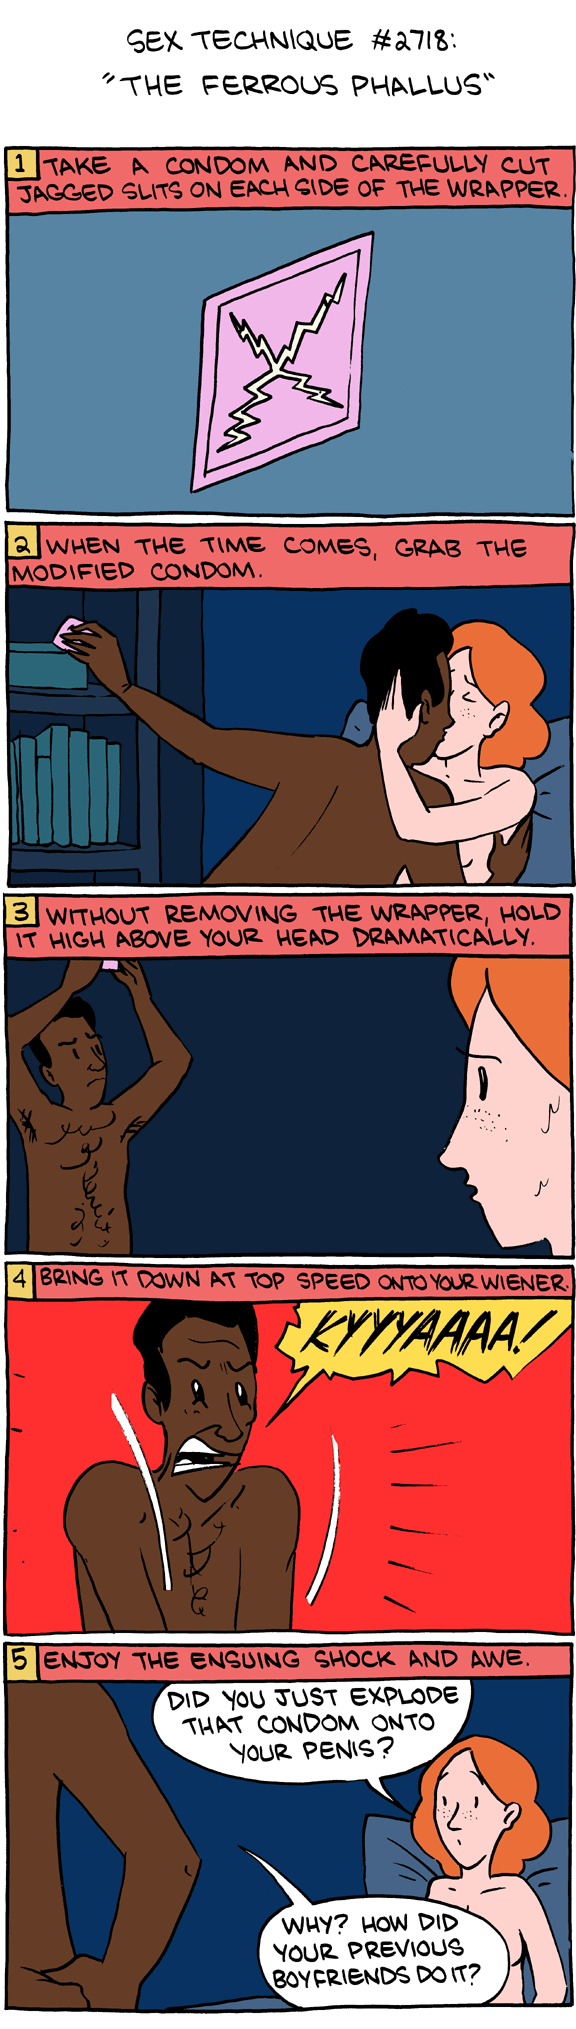 SEX TECHNIQUE #2718:
"THE FERROUS PHALLUS"
1 TAKE A CONDOM AND CAREFULLY CUT
JAGGED SLITS ON EACH SIDE OF THE WRAPPER.
2 WHEN THE TIME COMES, GRAB THE
MODIFIED CONDOM.
3 WITHOUT REMOVING THE WRAPPER, HOLD
IT HIGH ABOVE YOUR HEAD DRAMATICALLY.
4 BRING IT DOWN AT TOP SPEED ONTO YOUR WIENER.
KYYYAAAA!
5 ENJOY THE ENSUING SHOCK AND AWE.
DID YOU JUST EXPLODE
THAT CONDOM ONTO
YOUR PENIS?
WHY? HOW DID
YOUR PREVIOUS
BOYFRIENDS DO IT?